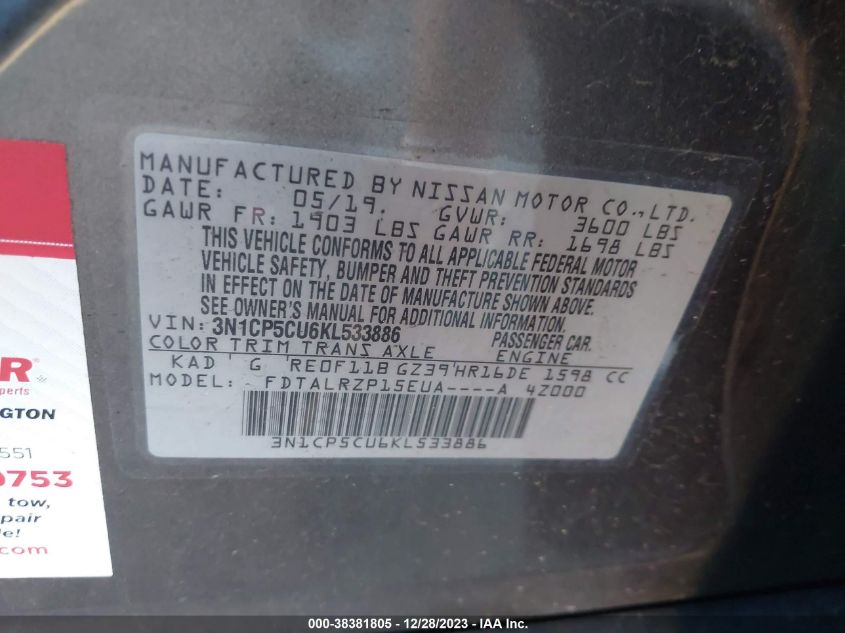 MANUFACTURED BY NISSAN MOTOR CO.,LTD.
DATE: 05/19. GVWR: 3600 LBS
GAWR FR: 1903 LBS GAWR RR: 1698 LBS
THIS VEHICLE CONFORMS TO ALL APPLICABLE FEDERAL MOTOR
VEHICLE SAFETY, BUMPER AND THEFT PREVENTION STANDARDS
IN EFFECT ON THE DATE OF MANUFACTURE SHOWN ABOVE.
SEE OWNER'S MANUAL FOR ADDITIONAL INFORMATION.
VIN: 3N1CP5CU6KL533886 PASSENGER CAR.
COLOR TRIM TRANS AXLE ENGINE
KAD ' G 'RE0F11B GZ39'HR16DE 1598 CC
MODEL: FDTALRZP15EUA----A 4Z000
3N1CP5CU6KL533886
R
NGTON
551
0753
tow,
pair
e!
com
000-38381805 - 12/28/2023 - © IAA, Inc.